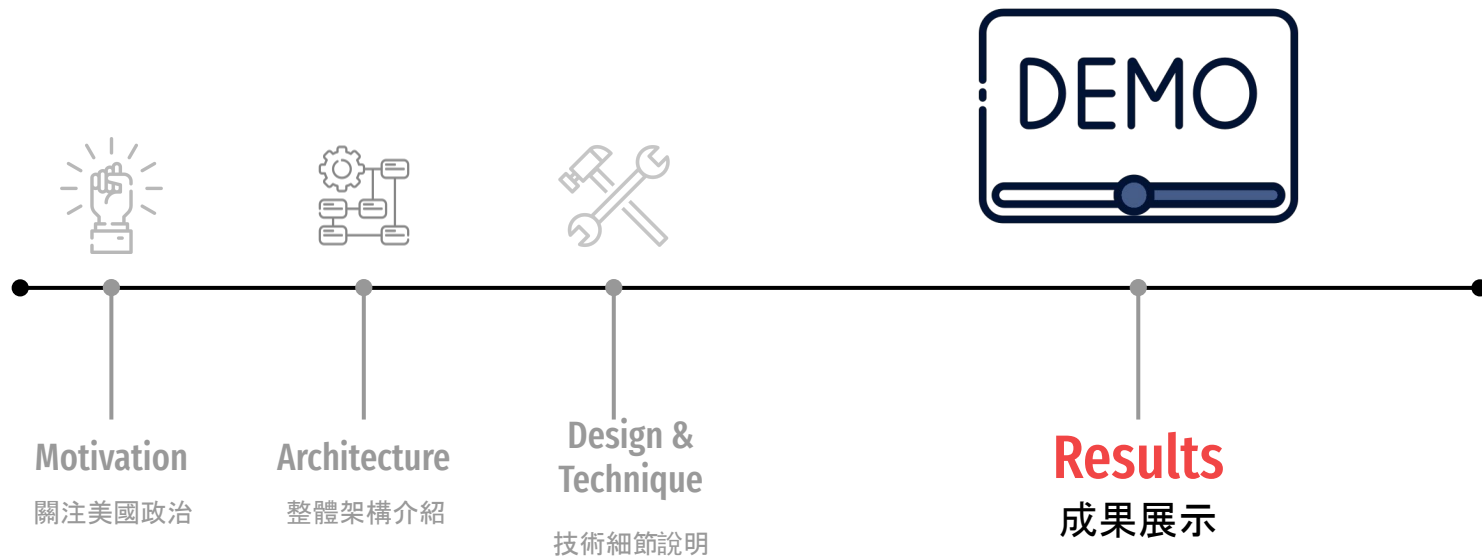 DEMO
Motivation
關注美國政治
Architecture
整體架構介紹
Design &
Technique
技術細節說明
Results
成果展示